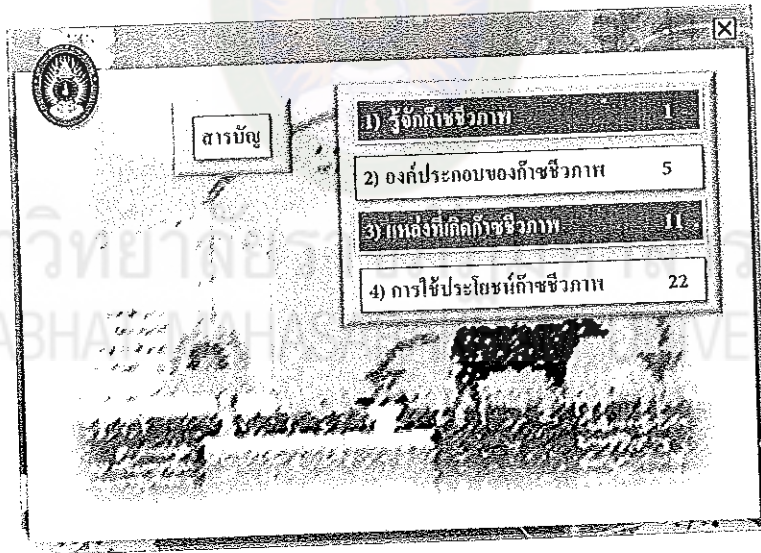 สารบัญ
1) รู้จักก๊าซชีวภาพ 1
2) องค์ประกอบของก๊าซชีวภาพ 5
3) แหล่งที่เกิดก๊าซชีวภาพ 11
4) การใช้ประโยชน์ก๊าซชีวภาพ 22